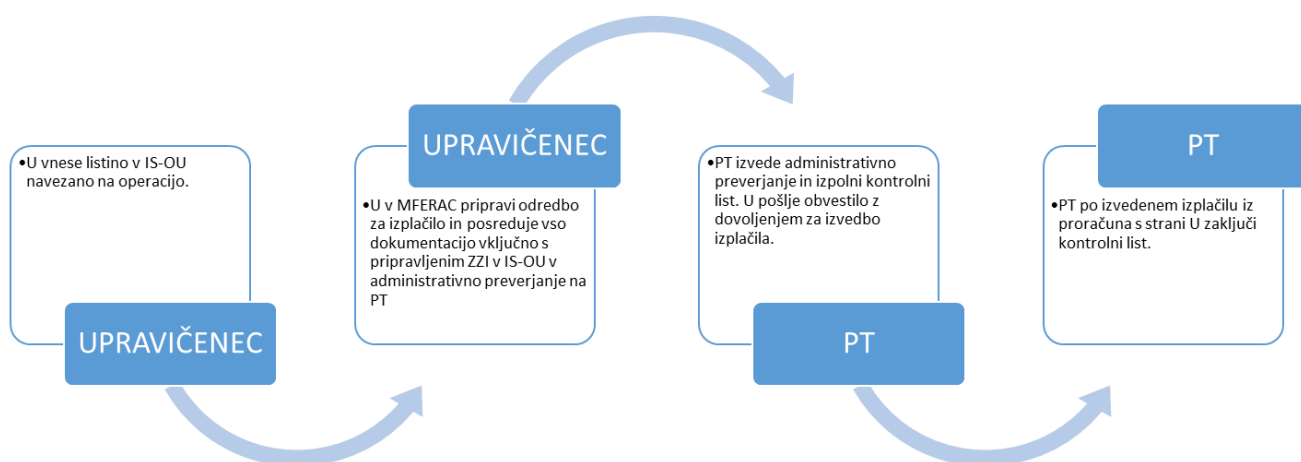 •U vnese listino v IS-OU
navezano na operacijo.
UPRAVIČENEC
UPRAVIČENEC
•U v MFERAC pripravi odredbo
za izplačilo in posreduje vso
dokumentacijo vključno s
pripravljenim ZZI v IS-OU v
administrativno preverjanje na
PT
•PT izvede administrativno
preverjanje in izpolni kontrolni
list. U pošlje obvestilo z
dovoljenjem za izvedbo
izplačila.
PT
PT
•PT po izvedenem izplačilu iz
proračuna s strani U zaključi
kontrolni list.